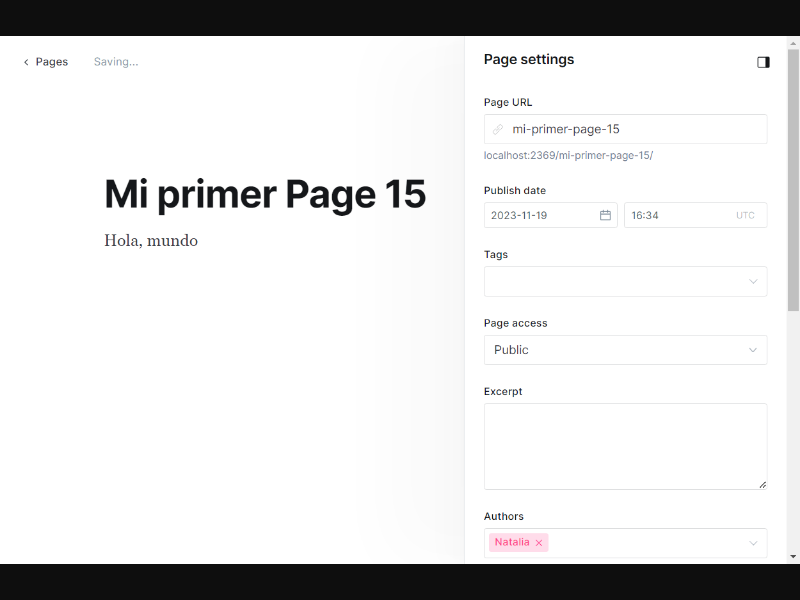 Pages
Saving...
Mi primer Page 15
Hola, mundo
Page settings
Page URL
mi-primer-page-15
localhost:2369/mi-primer-page-15/
Publish date
2023-11-19
16:34
UTC
Tags
Page access
Public
Excerpt
Authors
Natalia ×